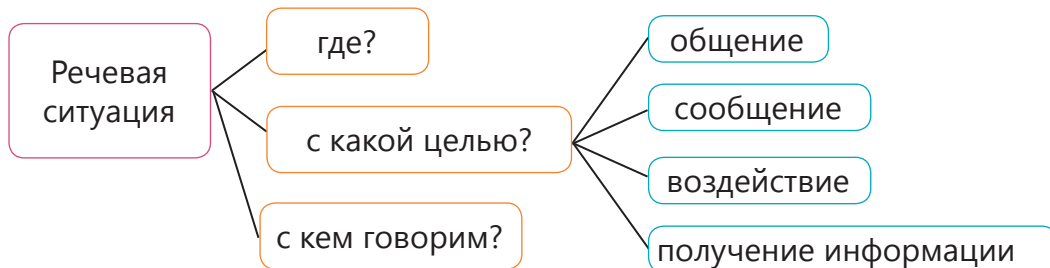 Речевая
ситуация
где?
с какой целью?
с кем говорим?
общение
сообщение
воздействие
получение информации